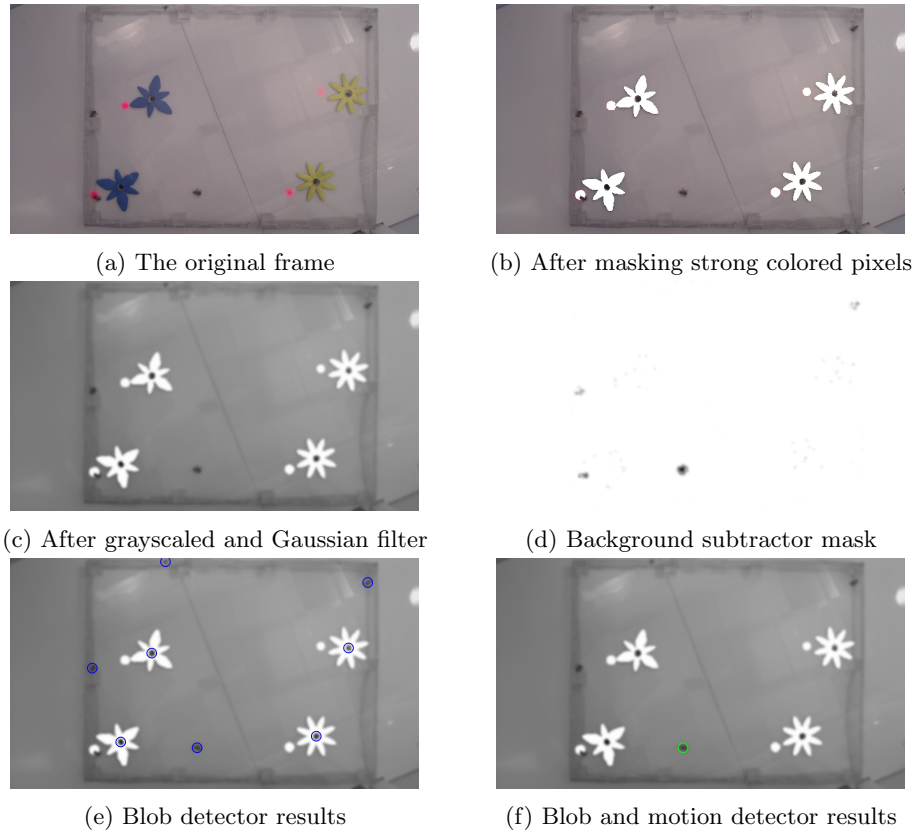 (a) The original frame
(b) After masking strong colored pixels
(c) After grayscaled and Gaussian filter
(d) Background subtractor mask
(e) Blob detector results
(f) Blob and motion detector results